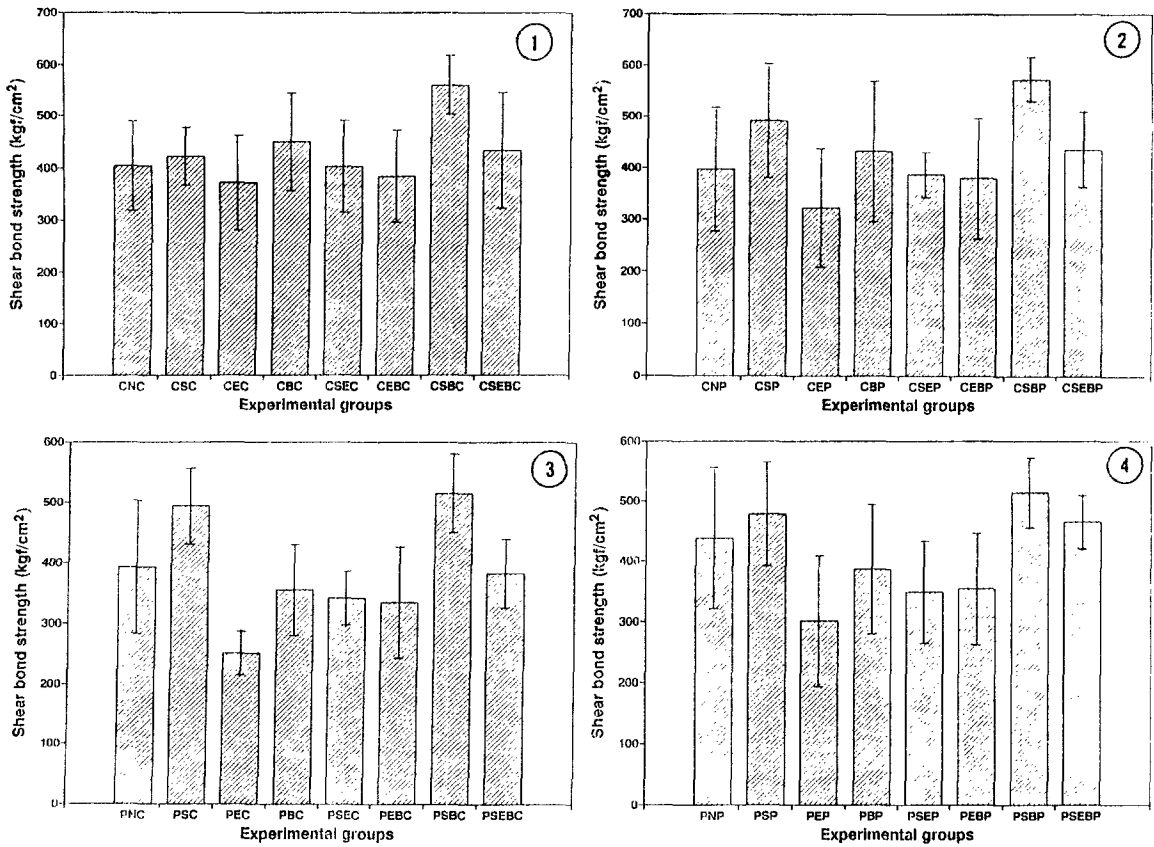 1
Shear bond strength (kgf/cm²)
700
600
500
400
300
200
100
0
CNC CSC CEC CBC CSEC CEBC CSBC CSEBC
Experimental groups
2
Shear bond strength (kgf/cm²)
700
600
500
400
300
200
100
0
CNP CSP CEP CBP CSEP CEBP CSBP CSEBP
Experimental groups
3
Shear bond strength (kgf/cm²)
600
500
400
300
200
100
0
PNC PSC PEC PBC PSEC PEBC PSBC PSEBC
Experimental groups
4
Shear bond strength (kgf/cm²)
600
500
400
300
200
100
0
PNP PSP PEP PBP PSEP PEBP PSBP PSEBP
Experimental groups